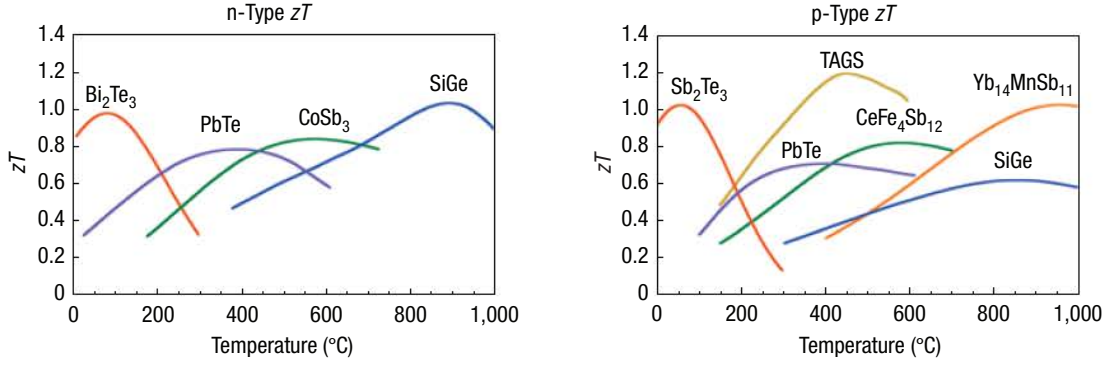 n-Type zT
1.4
1.2
1.0
0.8
0.6
0.4
0.2
0
zT
Bi₂Te₃
PbTe
CoSb₃
SiGe
0 200 400 600 800 1,000
Temperature (°C)
p-Type zT
1.4
1.2
1.0
0.8
0.6
0.4
0.2
0
zT
Sb₂Te₃
TAGS
Yb₁₄MnSb₁₁
CeFe₄Sb₁₂
PbTe
SiGe
0 200 400 600 800 1,000
Temperature (°C)